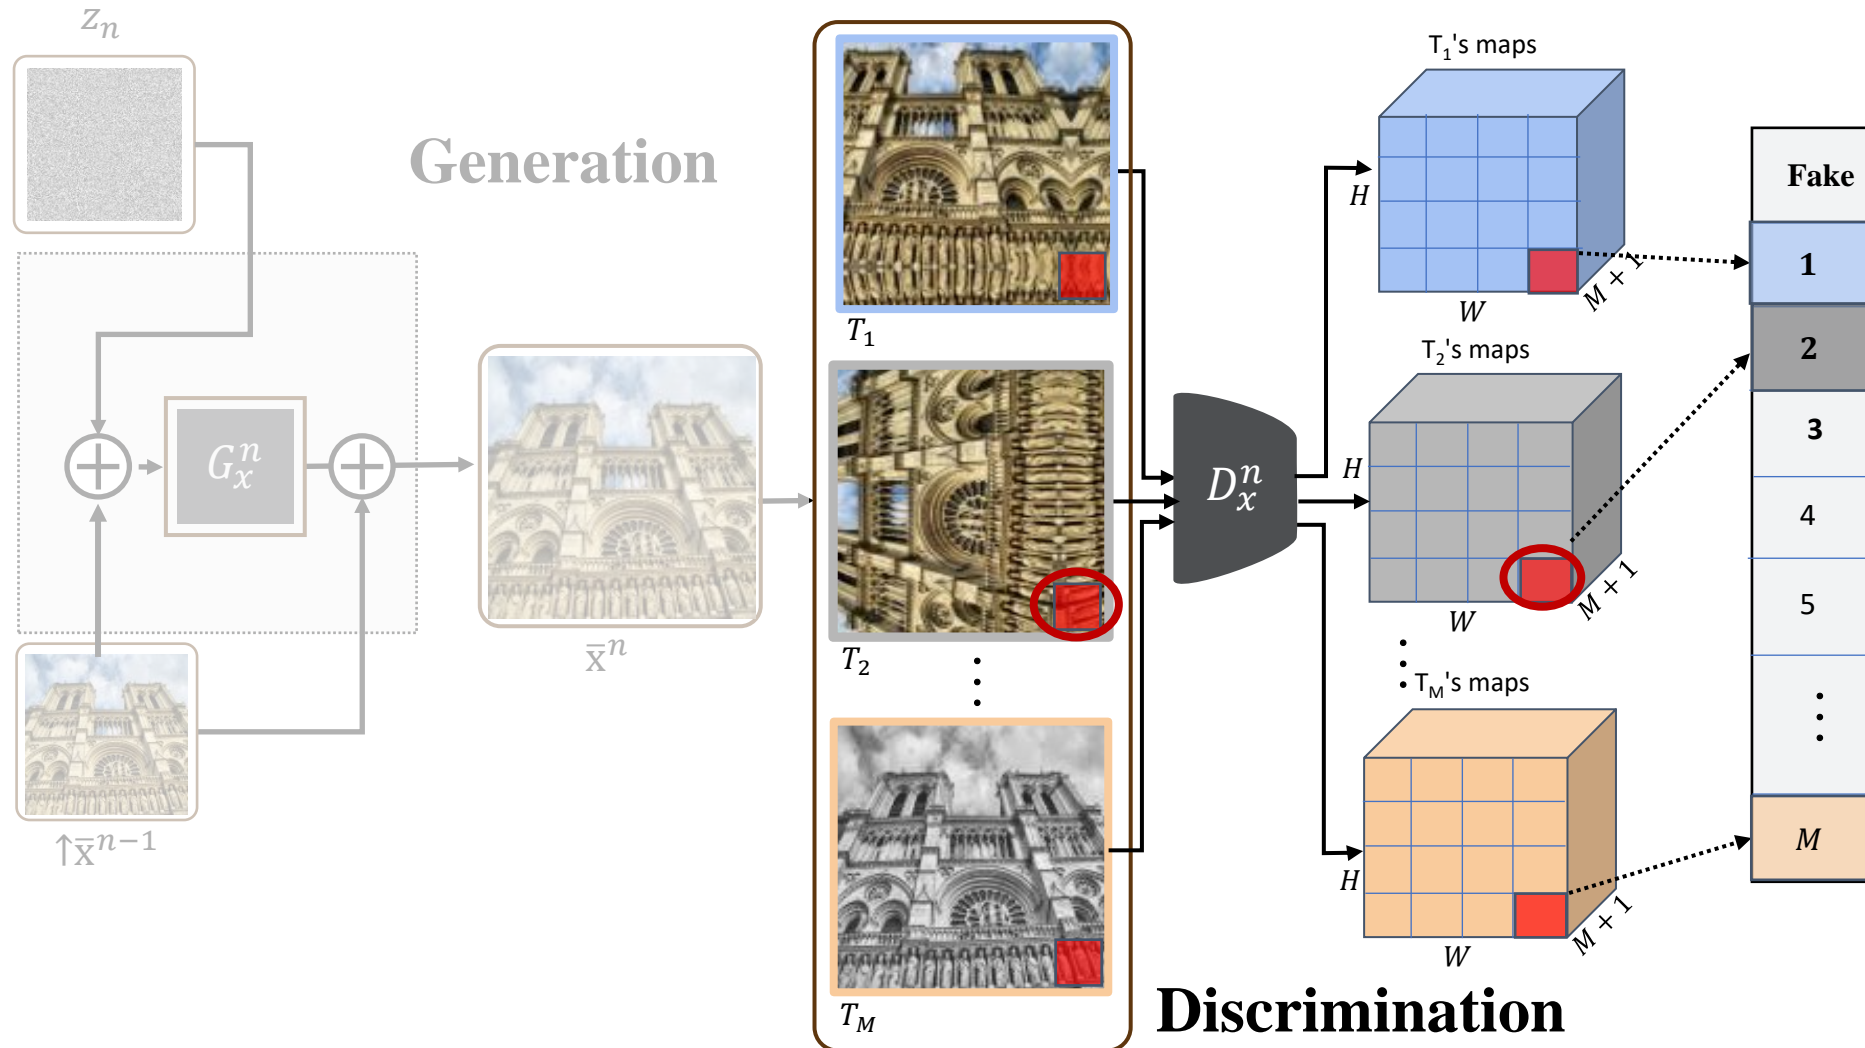 Z_n
Generation
G_x^n
↑x̄^{n−1}
x̄^n
T_1
T_2
T_M
D_x^n
T_1's maps
H
W
M + 1
T_2's maps
H
W
M + 1
T_M's maps
H
W
M + 1
Fake
1
2
3
4
5
M
Discrimination